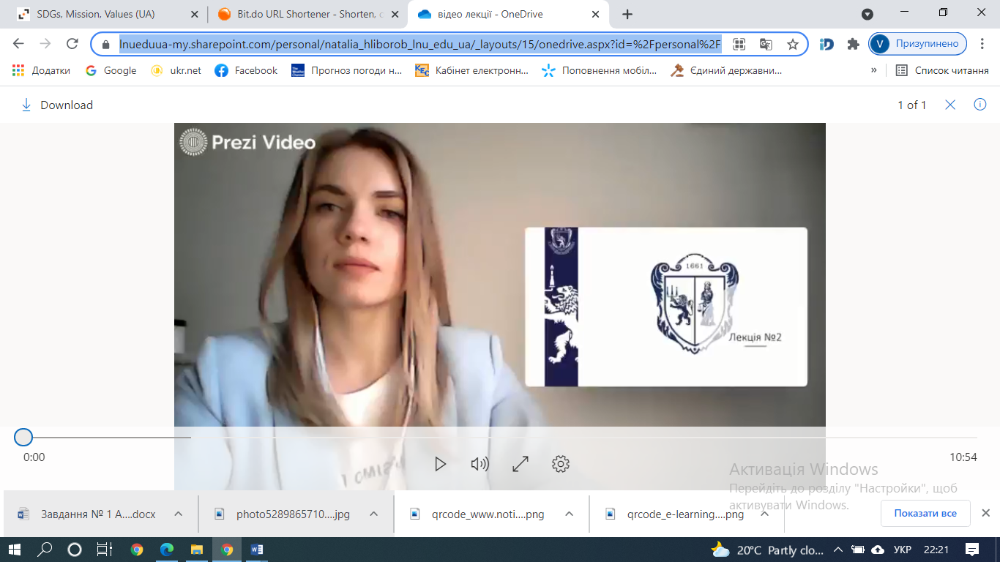 SDGs, Mission, Values (UA)
Bit.do URL Shortener - Shorten, c
відео лекції - OneDrive
lnueduua-my.sharepoint.com/personal/natalia_hliborob_lnu_edu_ua/_layouts/15/onedrive.aspx?id=%2Fpersonal%2F
V Призупинено
Додатки
Google
ukr.net
Facebook
Прогноз погоди н...
Кабінет електронн...
Поповнення мобіл...
Єдиний державни...
»
Список читання
Download
1 of 1
Prezi Video
1661
Лекція №2
0:00
10:54
Активація Windows
Перейдіть до розділу "Настройки", щоб
активувати Windows.
Завдання № 1 А....docx
photo5289865710....jpg
qrcode_www.noti....png
qrcode_e-learning....png
Показати все
20°C Partly clo...
УКР
22:21